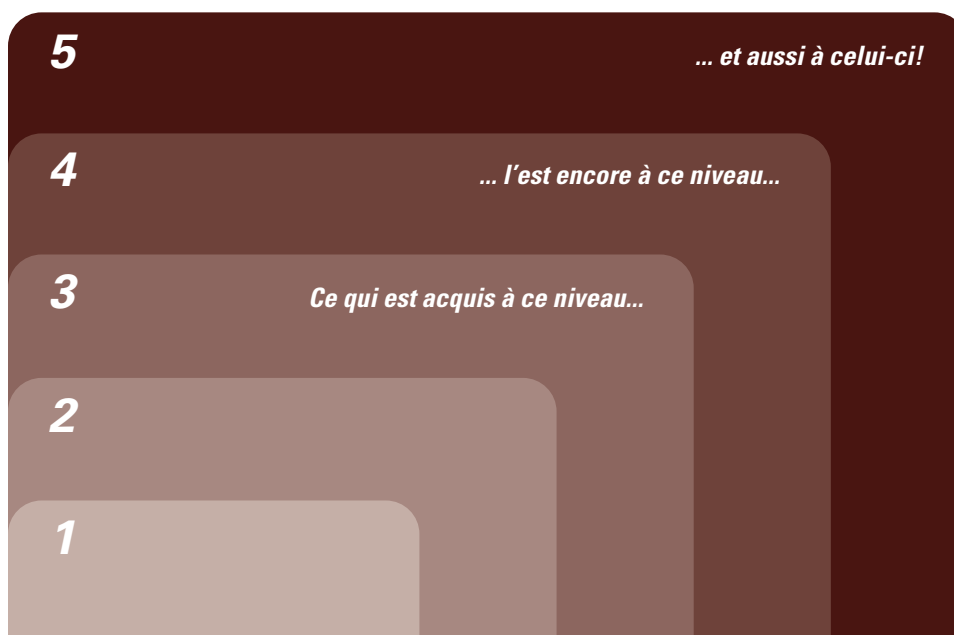 5
... et aussi à celui-ci!
4
... l’est encore à ce niveau...
3
Ce qui est acquis à ce niveau...
2
1